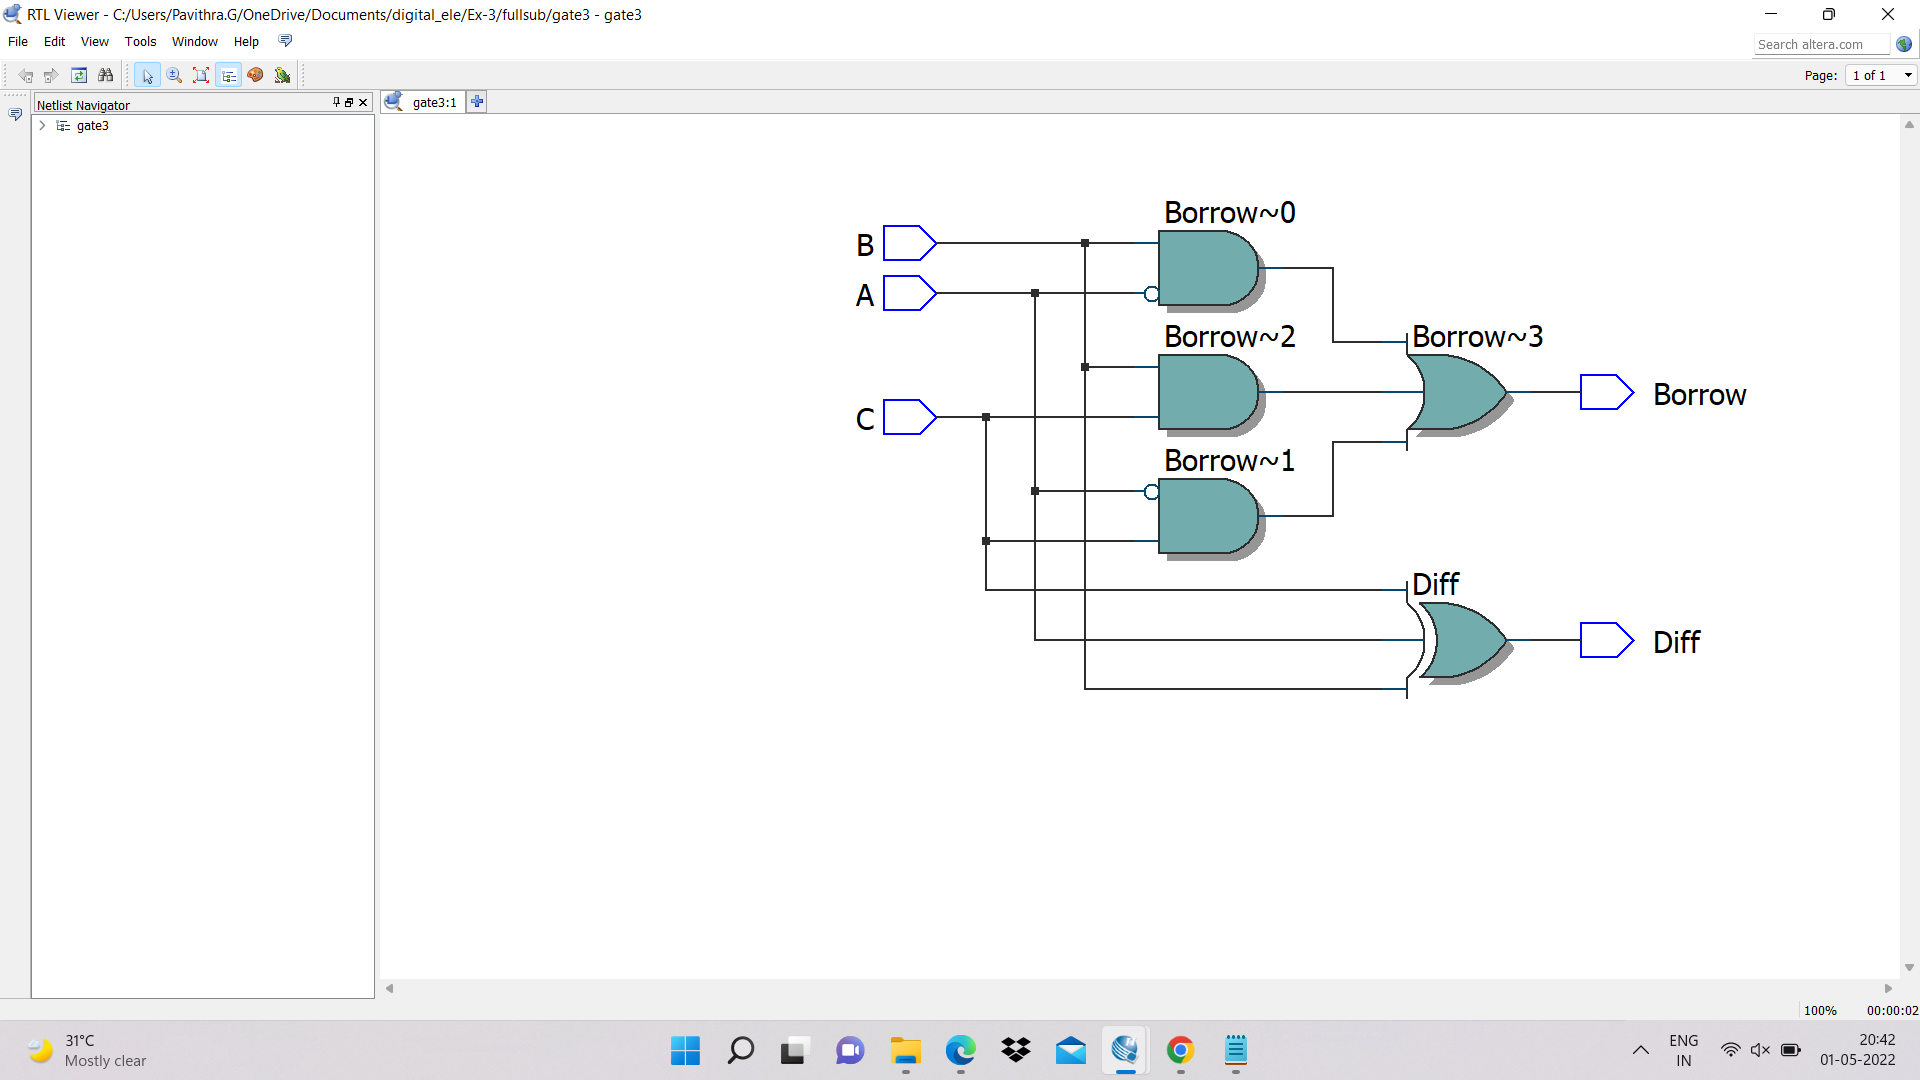 RTL Viewer - C:/Users/Pavithra.G/OneDrive/Documents/digital_ele/Ex-3/fullsub/gate3 - gate3
File Edit View Tools Window Help
Search altera.com
Page: 1 of 1
Netlist Navigator
gate3:1
gate3
Borrow~0
B
A
Borrow~2
Borrow~3
Borrow
C
Borrow~1
Diff
Diff
100% 00:00:02
31°C
Mostly clear
ENG
IN
20:42
01-05-2022